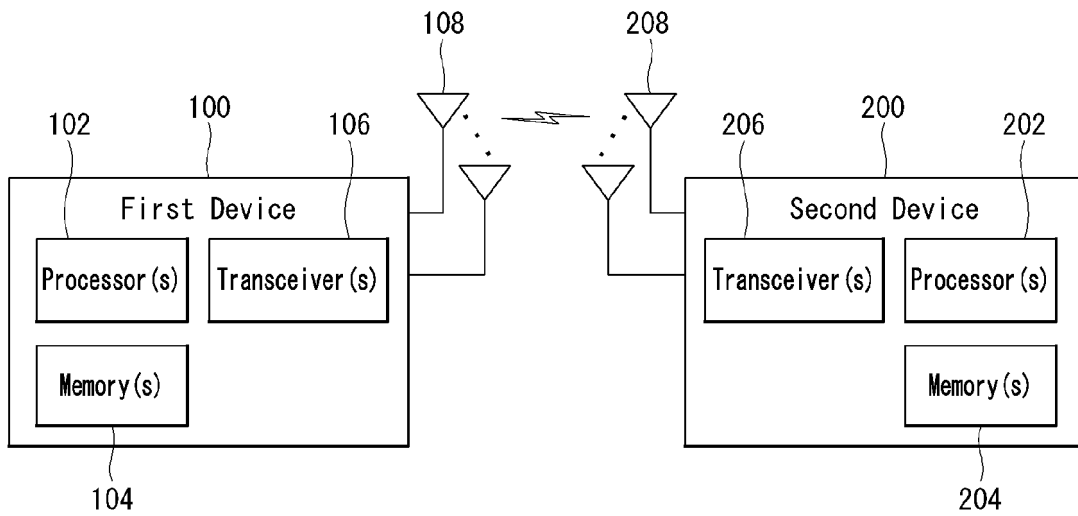 108
208
102
100
106
206
200
202
First Device
Second Device
Processor(s)
Transceiver(s)
Transceiver(s)
Processor(s)
Memory(s)
Memory(s)
104
204